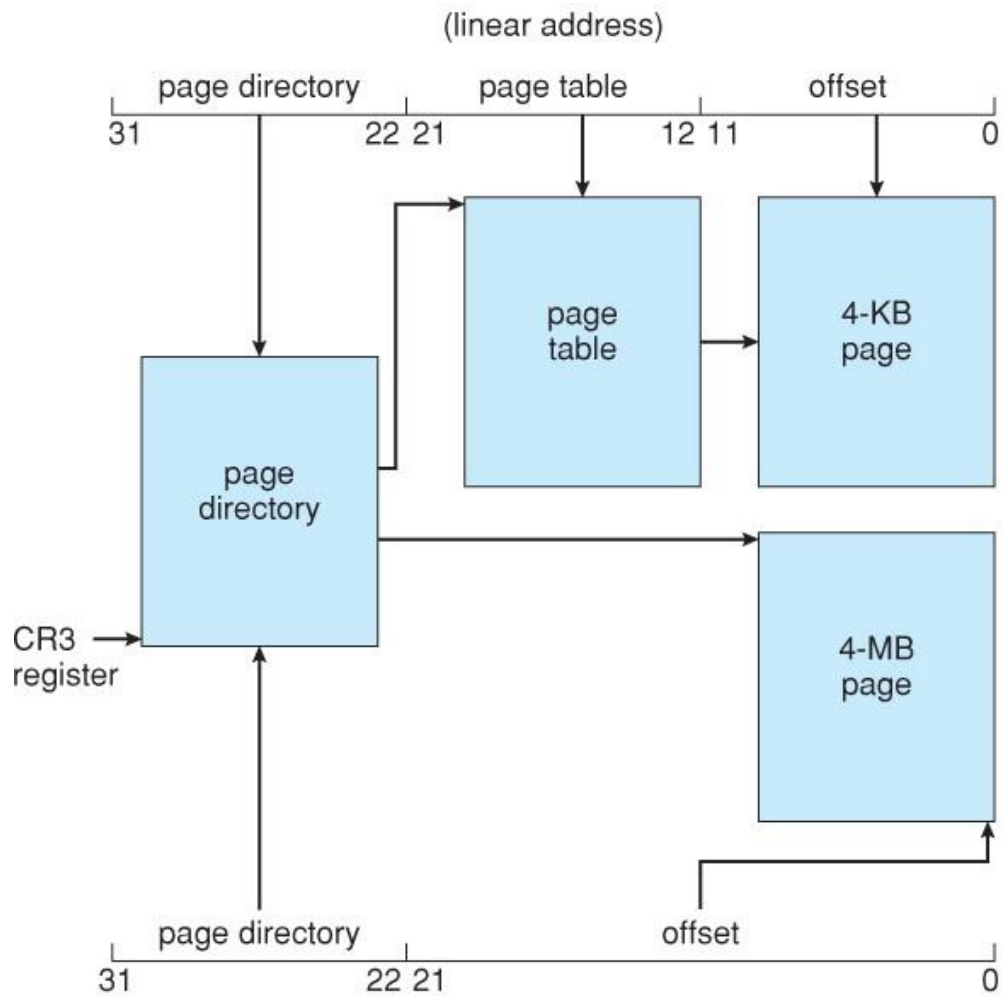 (linear address)
page directory page table offset
31 22 21 12 11 0
page
table
4-KB
page
page
directory
CR3
register
4-MB
page
page directory offset
31 22 21 0